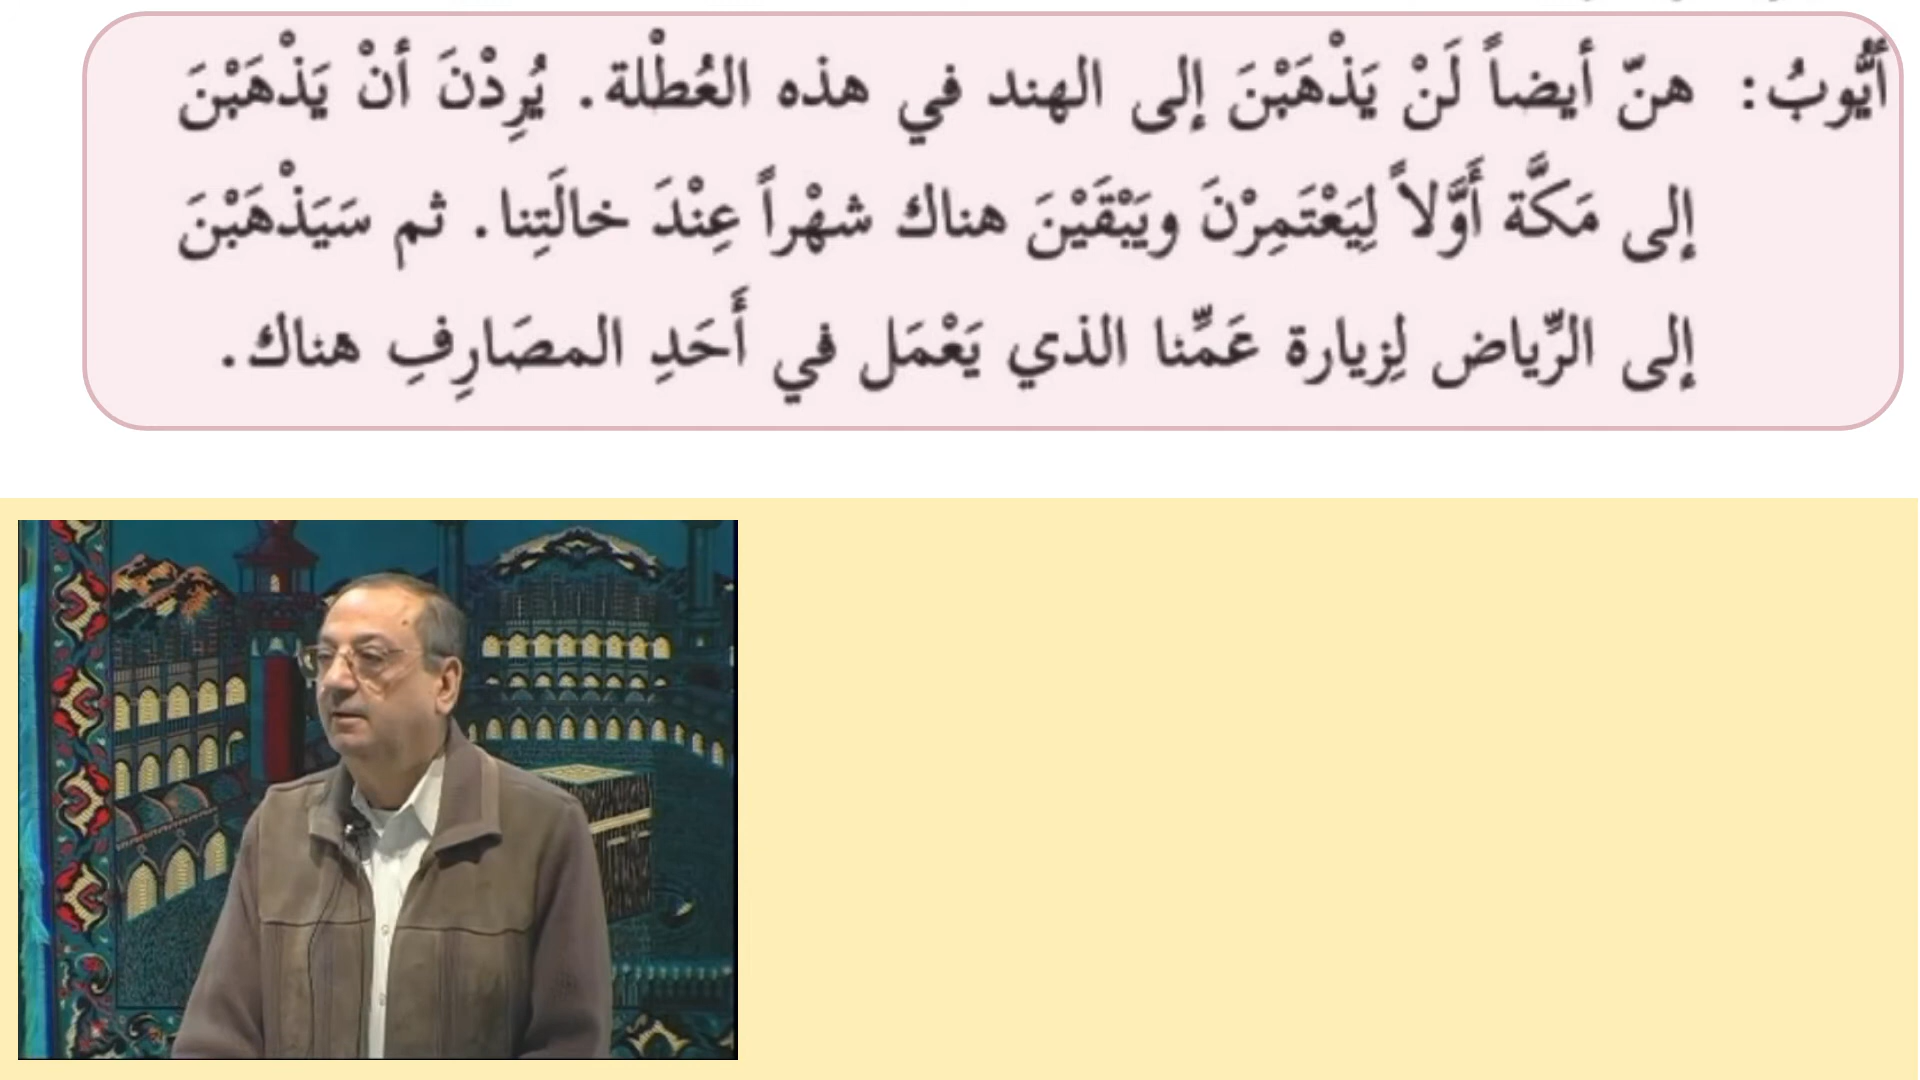 أَيُّوبُ: هنّ أيضاً لَنْ يَذْهَبْنَ إلى الهند في هذه العُطْلة. يُرِدْنَ أنْ يَذْهَبْنَ
إلى مَكَّة أَوَّلاً لِيَعْتَمِرْنَ ويَبْقَيْنَ هناك شهْراً عِنْدَ خالَتِنا. ثم سَيَذْهَبْنَ
إلى الرِّياض لِزيارة عَمِّنا الذي يَعْمَل في أَحَدِ المصَارِفِ هناك.